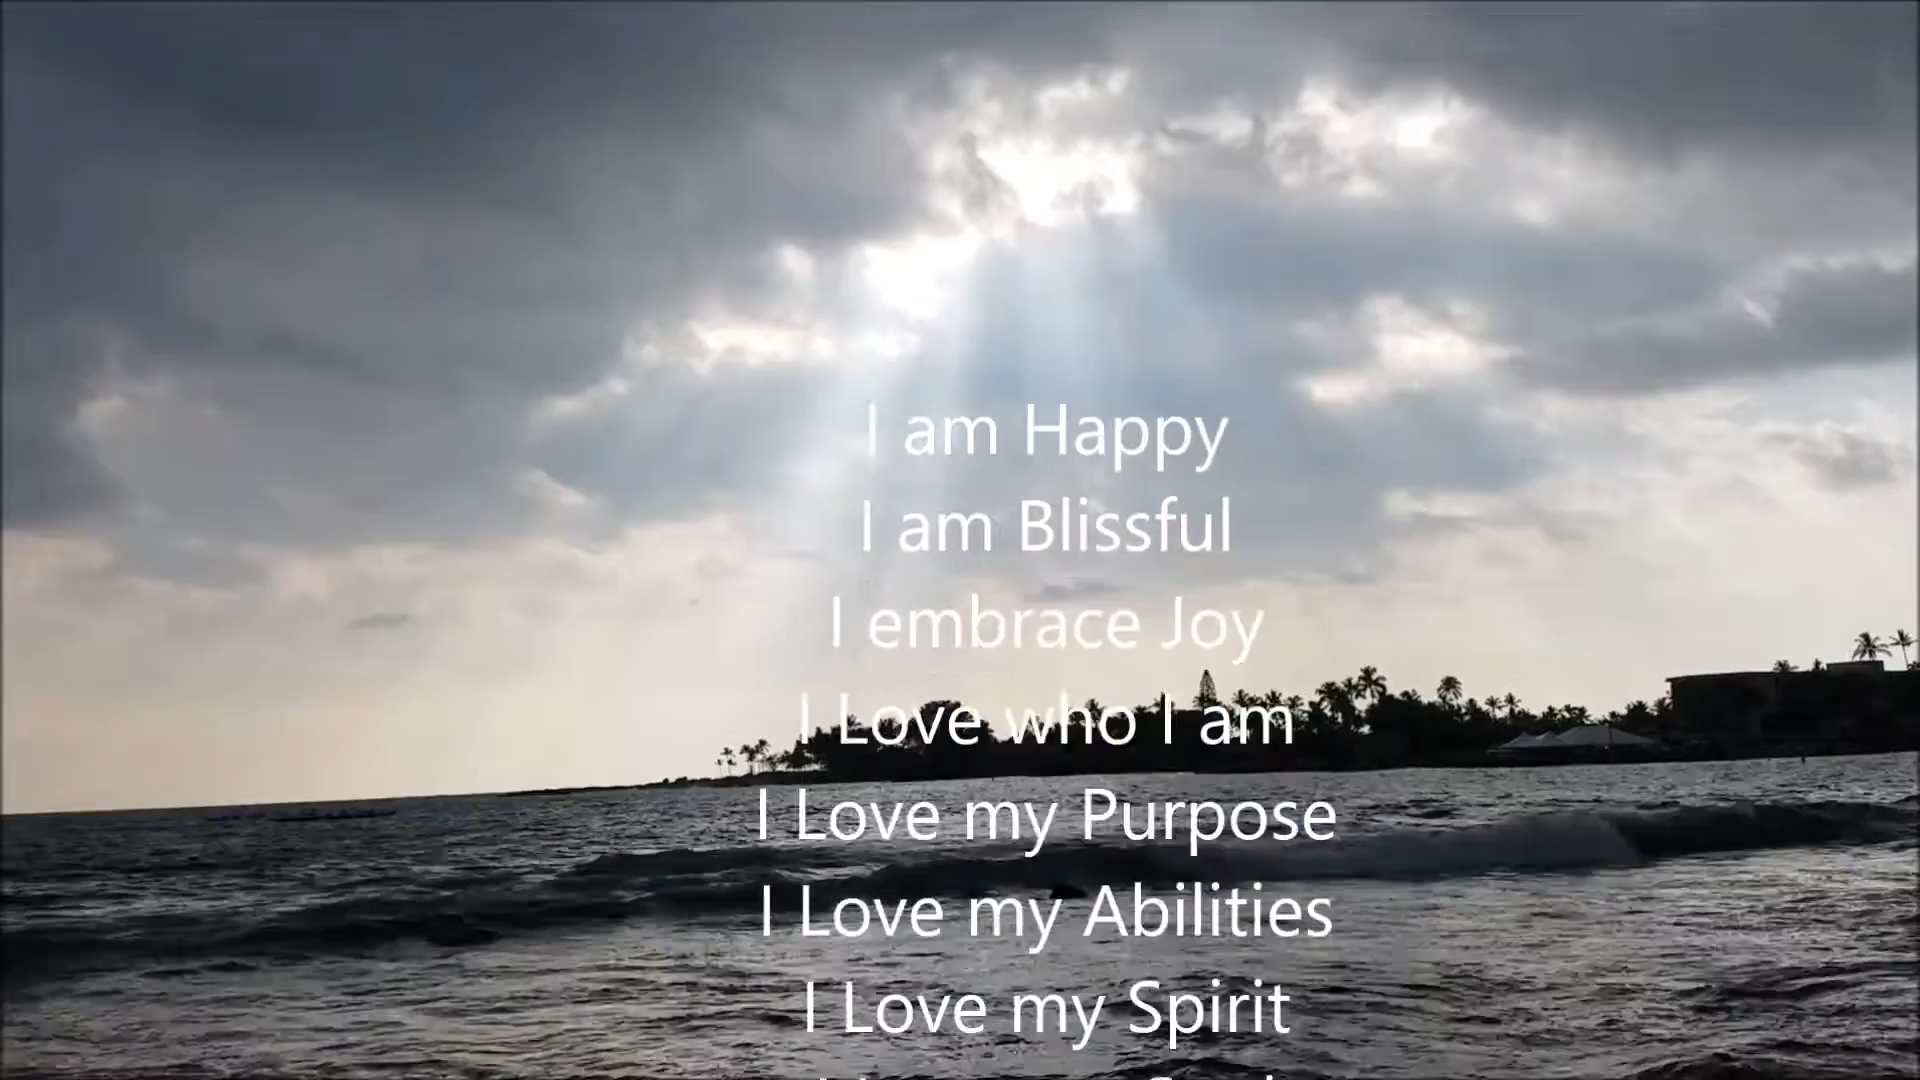 I am Happy
I am Blissful
I embrace Joy
I Love who I am
I Love my Purpose
I Love my Abilities
I Love my Spirit